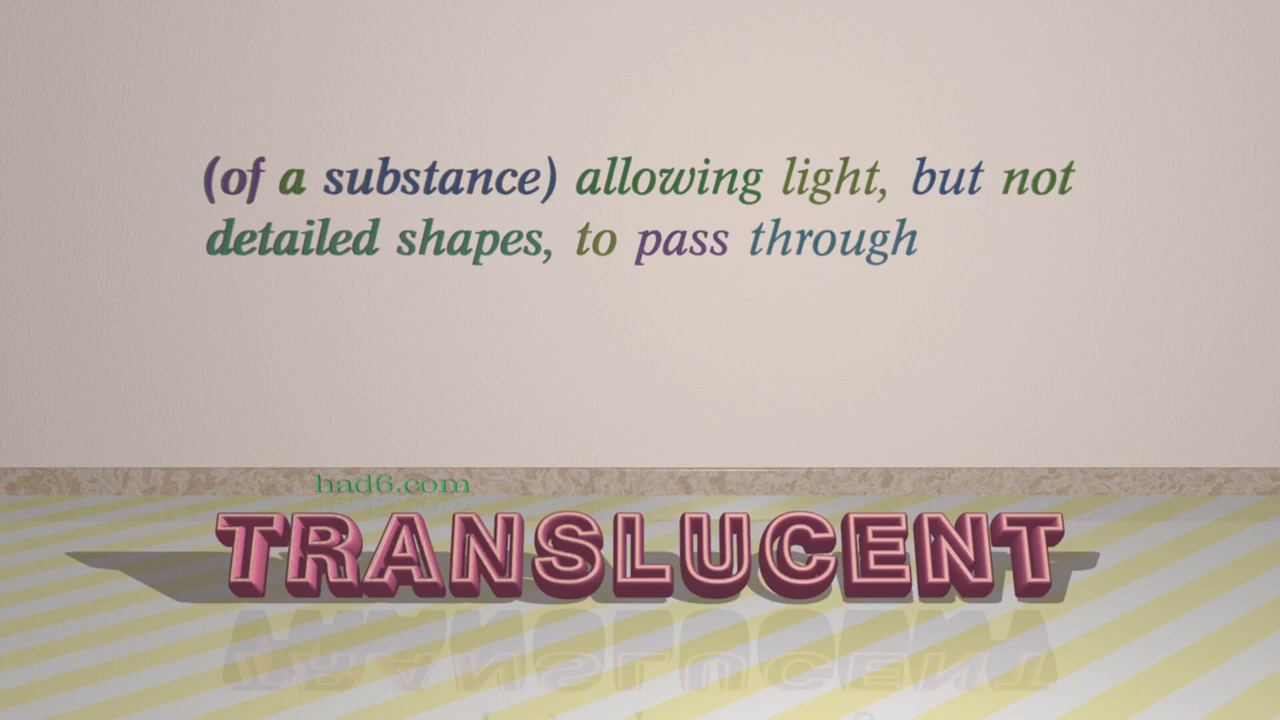 (of a substance) allowing light, but not
detailed shapes, to pass through
had6.com
TRANSLUCENT